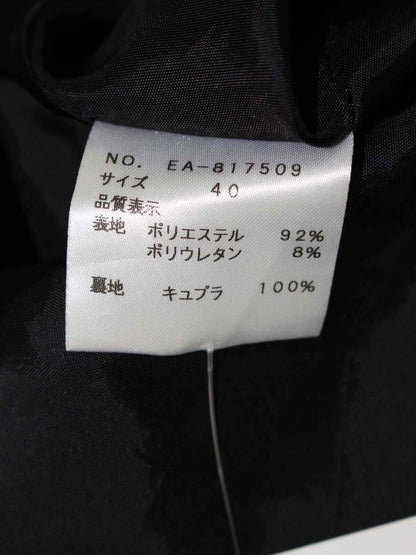 NO. EA-817509
サイズ 40
品質表示
表地 ポリエステル 92%
ポリウレタン 8%
裏地 キュプラ 100%